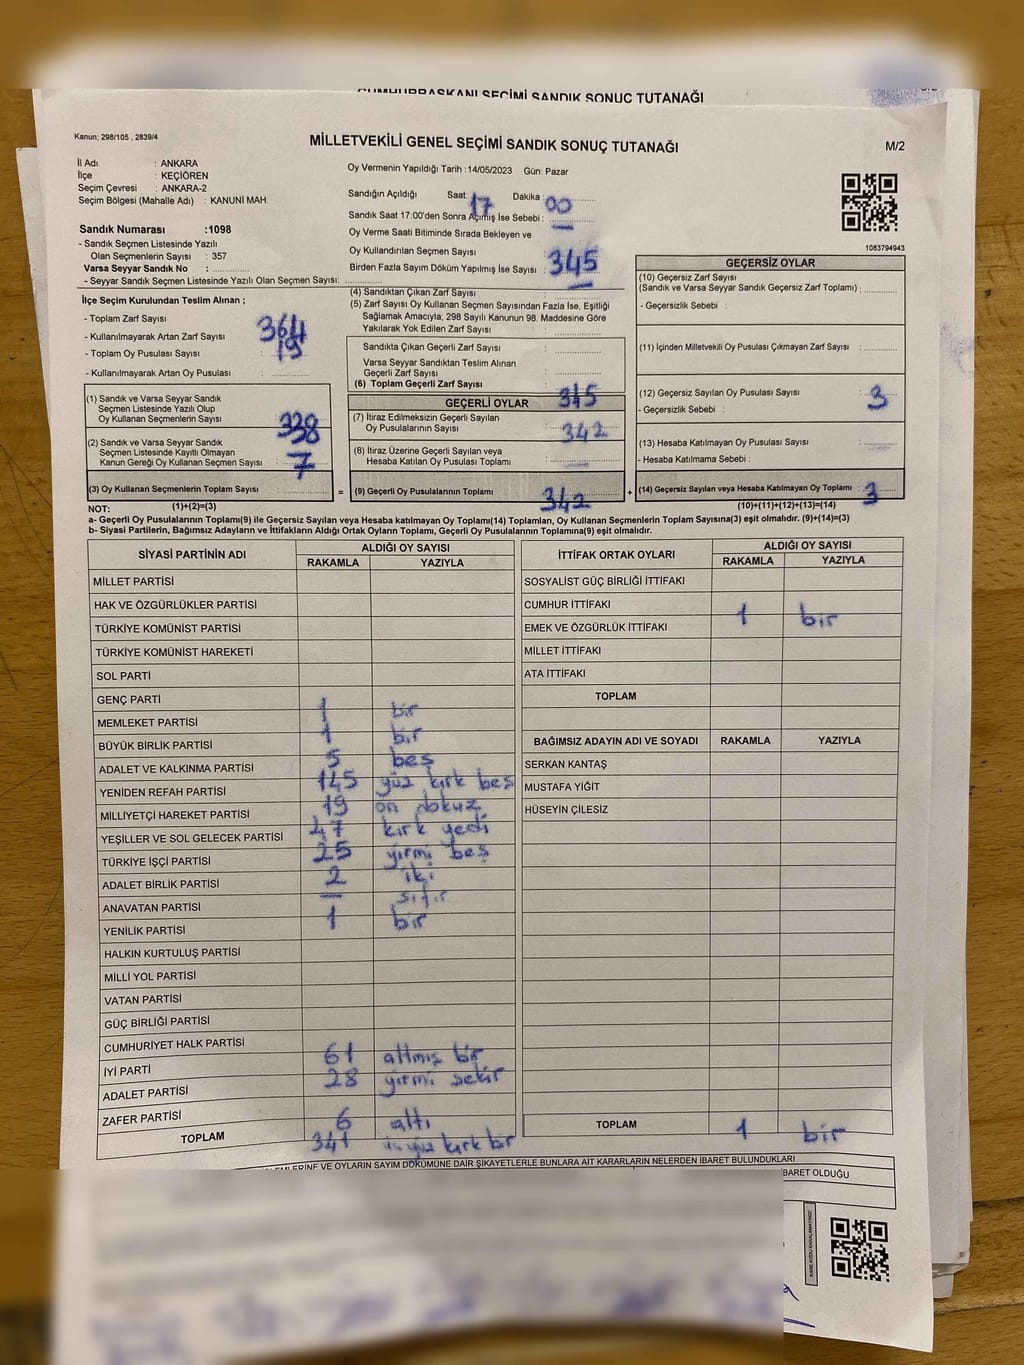 CUMHURBAŞKANI SEÇİMİ SANDIK SONUÇ TUTANAĞI
Kanun; 298/105 , 2839/4
MİLLETVEKİLİ GENEL SEÇİMİ SANDIK SONUÇ TUTANAĞI
M/2
İl Adı : ANKARA
İlçe : KEÇİÖREN
Seçim Çevresi : ANKARA-2
Seçim Bölgesi (Mahalle Adı) : KANUNİ MAH.
Oy Vermenin Yapıldığı Tarih :14/05/2023 Gün: Pazar
Sandığın Açıldığı Saat: 17 Dakika : 00
Sandık Saat 17:00'den Sonra Açılmış İse Sebebi : —
Oy Verme Saati Bitiminde Sırada Bekleyen ve
Oy Kullandırılan Seçmen Sayısı
Birden Fazla Sayım Döküm Yapılmış İse Sayısı : 345
Sandık Numarası :1098
- Sandık Seçmen Listesinde Yazılı
Olan Seçmenlerin Sayısı : 357
Varsa Seyyar Sandık No :
- Seyyar Sandık Seçmen Listesinde Yazılı Olan Seçmen Sayısı:
1083794943
İlçe Seçim Kurulundan Teslim Alınan ;
- Toplam Zarf Sayısı : 364
- Kullanılmayarak Artan Zarf Sayısı : 19
- Toplam Oy Pusulası Sayısı :
- Kullanılmayarak Artan Oy Pusulası :
(4) Sandıktan Çıkan Zarf Sayısı :
(5) Zarf Sayısı Oy Kullanan Seçmen Sayısından Fazla İse, Eşitliği
Sağlamak Amacıyla; 298 Sayılı Kanunun 98. Maddesine Göre
Yakılarak Yok Edilen Zarf Sayısı :
Sandıkta Çıkan Geçerli Zarf Sayısı :
Varsa Seyyar Sandıktan Teslim Alınan
Geçerli Zarf Sayısı :
(6) Toplam Geçerli Zarf Sayısı : 345
GEÇERSİZ OYLAR
(10) Geçersiz Zarf Sayısı
(Sandık ve Varsa Seyyar Sandık Geçersiz Zarf Toplamı) :
- Geçersizlik Sebebi :
(11) İçinden Milletvekili Oy Pusulası Çıkmayan Zarf Sayısı :
(12) Geçersiz Sayılan Oy Pusulası Sayısı : 3
- Geçersizlik Sebebi :
(13) Hesaba Katılmayan Oy Pusulası Sayısı : —
- Hesaba Katılmama Sebebi :
(14) Geçersiz Sayılan veya Hesaba Katılmayan Oy Toplamı : 3
(10)+(11)+(12)+(13)=(14)
(1) Sandık ve Varsa Seyyar Sandık
Seçmen Listesinde Yazılı Olup
Oy Kullanan Seçmenlerin Sayısı : 338
(2) Sandık ve Varsa Seyyar Sandık
Seçmen Listesinde Kayıtlı Olmayan
Kanun Gereği Oy Kullanan Seçmen Sayısı : 7
(3) Oy Kullanan Seçmenlerin Toplam Sayısı :
(1)+(2)=(3)
GEÇERLİ OYLAR
(7) İtiraz Edilmeksizin Geçerli Sayılan
Oy Pusulalarının Sayısı : 342
(8) İtiraz Üzerine Geçerli Sayılan veya
Hesaba Katılan Oy Pusulası Toplamı : —
= (9) Geçerli Oy Pusulalarının Toplamı : 342 +
NOT:
a- Geçerli Oy Pusulalarının Toplamı(9) ile Geçersiz Sayılan veya Hesaba katılmayan Oy Toplamı(14) Toplamları, Oy Kullanan Seçmenlerin Toplam Sayısına(3) eşit olmalıdır. (9)+(14)=(3)
b- Siyasi Partilerin, Bağımsız Adayların ve İttifakların Aldığı Ortak Oyların Toplamı, Geçerli Oy Pusulalarının Toplamına(9) eşit olmalıdır.
SİYASİ PARTİNİN ADI ALDIĞI OY SAYISI
RAKAMLA YAZIYLA
MİLLET PARTİSİ
HAK VE ÖZGÜRLÜKLER PARTİSİ
TÜRKİYE KOMÜNİST PARTİSİ
TÜRKİYE KOMÜNİST HAREKETİ
SOL PARTİ
GENÇ PARTİ
MEMLEKET PARTİSİ 1 bir
BÜYÜK BİRLİK PARTİSİ 1 bir
ADALET VE KALKINMA PARTİSİ 5 beş
YENİDEN REFAH PARTİSİ 145 yüz kırk beş
MİLLİYETÇİ HAREKET PARTİSİ 19 on dokuz
YEŞİLLER VE SOL GELECEK PARTİSİ 47 kırk yedi
TÜRKİYE İŞÇİ PARTİSİ 25 yirmi beş
ADALET BİRLİK PARTİSİ 2 iki
ANAVATAN PARTİSİ — sıfır
YENİLİK PARTİSİ 1 bir
HALKIN KURTULUŞ PARTİSİ
MİLLİ YOL PARTİSİ
VATAN PARTİSİ
GÜÇ BİRLİĞİ PARTİSİ
CUMHURİYET HALK PARTİSİ
İYİ PARTİ 61 altmış bir
ADALET PARTİSİ 28 yirmi sekiz
ZAFER PARTİSİ 6 altı
TOPLAM 341 üç yüz kırk bir
İTTİFAK ORTAK OYLARI ALDIĞI OY SAYISI
RAKAMLA YAZIYLA
SOSYALİST GÜÇ BİRLİĞİ İTTİFAKI
CUMHUR İTTİFAKI 1 bir
EMEK VE ÖZGÜRLÜK İTTİFAKI
MİLLET İTTİFAKI
ATA İTTİFAKI
TOPLAM
BAĞIMSIZ ADAYIN ADI VE SOYADI RAKAMLA YAZIYLA
SERKAN KANTAŞ
MUSTAFA YİĞİT
HÜSEYİN ÇİLESİZ
TOPLAM 1 bir
İŞLEMLERİNE VE OYLARIN SAYIM DÖKÜMÜNE DAİR ŞİKAYETLERLE BUNLARA AİT KARARLARIN NELERDEN İBARET BULUNDUKLARI
İBARET OLDUĞU